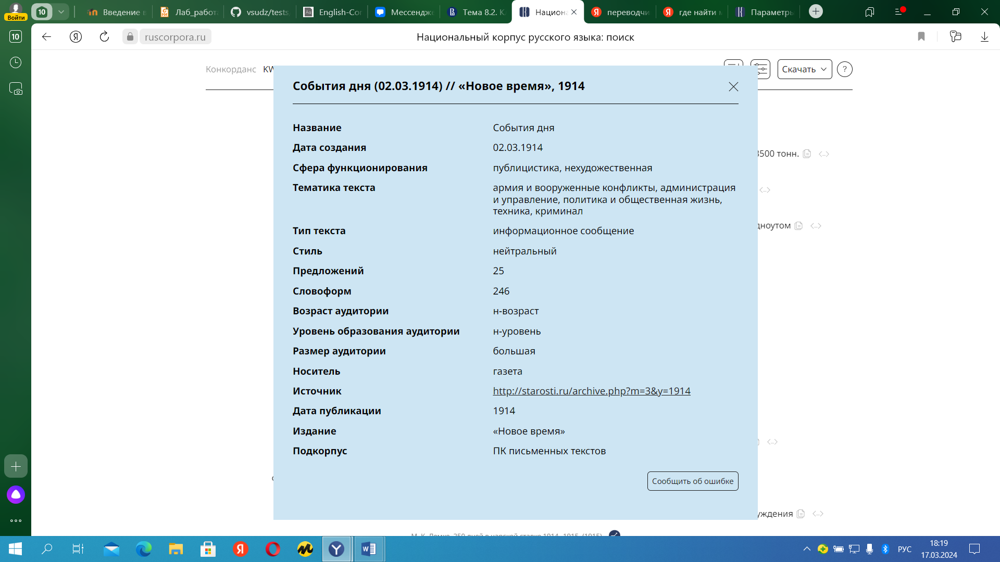 Войти
10
Введение в
Лаб_работ
vsudz/tests
English-Cor
Мессендже
Тема 8.2. К
Национа
переводчи
где найти
Параметры
10
ruscorpora.ru
Национальный корпус русского языка: поиск
Конкорданс KW
Скачать
?
События дня (02.03.1914) // «Новое время», 1914
Название События дня
Дата создания 02.03.1914
3500 тонн.
Сфера функционирования публицистика, нехудожественная
Тематика текста армия и вооруженные конфликты, администрация
и управление, политика и общественная жизнь,
техника, криминал
дноутом
Тип текста информационное сообщение
Стиль нейтральный
Предложений 25
Словоформ 246
Возраст аудитории н-возраст
Уровень образования аудитории н-уровень
Размер аудитории большая
Носитель газета
Источник http://starosti.ru/archive.php?m=3&y=1914
Дата публикации 1914
Издание «Новое время»
Подкорпус ПК письменных текстов
Сообщить об ошибке
уждения
М. К. Лемке. 250 дней в царской ставке 1914–1915 (1915)
РУС
18:19
17.03.2024